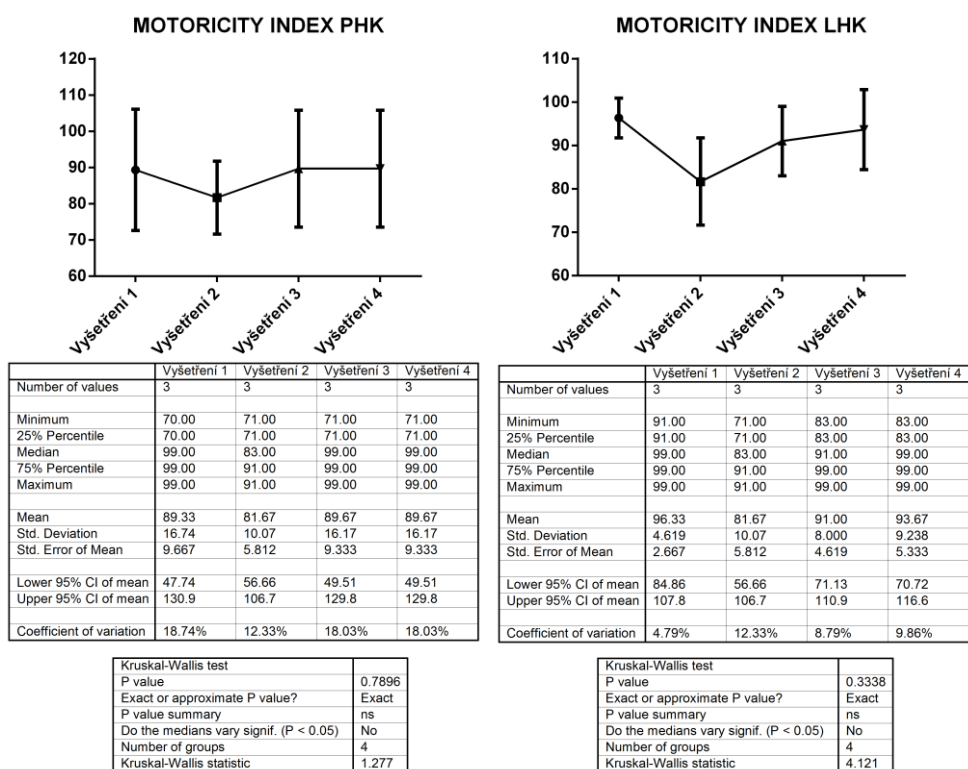 MOTORICITY INDEX PHK
120
110
100
90
80
70
60
Vyšetření 1
Vyšetření 2
Vyšetření 3
Vyšetření 4
Vyšetření 1 Vyšetření 2 Vyšetření 3 Vyšetření 4
Number of values 3 3 3 3
Minimum 70.00 71.00 71.00 71.00
25% Percentile 70.00 71.00 71.00 71.00
Median 99.00 83.00 99.00 99.00
75% Percentile 99.00 91.00 99.00 99.00
Maximum 99.00 91.00 99.00 99.00
Mean 89.33 81.67 89.67 89.67
Std. Deviation 16.74 10.07 16.17 16.17
Std. Error of Mean 9.667 5.812 9.333 9.333
Lower 95% CI of mean 47.74 56.66 49.51 49.51
Upper 95% CI of mean 130.9 106.7 129.8 129.8
Coefficient of variation 18.74% 12.33% 18.03% 18.03%
Kruskal-Wallis test
P value 0.7896
Exact or approximate P value? Exact
P value summary ns
Do the medians vary signif. (P < 0.05) No
Number of groups 4
Kruskal-Wallis statistic 1.277
MOTORICITY INDEX LHK
110
100
90
80
70
60
Vyšetření 1
Vyšetření 2
Vyšetření 3
Vyšetření 4
Vyšetření 1 Vyšetření 2 Vyšetření 3 Vyšetření 4
Number of values 3 3 3 3
Minimum 91.00 71.00 83.00 83.00
25% Percentile 91.00 71.00 83.00 83.00
Median 99.00 83.00 91.00 99.00
75% Percentile 99.00 91.00 99.00 99.00
Maximum 99.00 91.00 99.00 99.00
Mean 96.33 81.67 91.00 93.67
Std. Deviation 4.619 10.07 8.000 9.238
Std. Error of Mean 2.667 5.812 4.619 5.333
Lower 95% CI of mean 84.86 56.66 71.13 70.72
Upper 95% CI of mean 107.8 106.7 110.9 116.6
Coefficient of variation 4.79% 12.33% 8.79% 9.86%
Kruskal-Wallis test
P value 0.3338
Exact or approximate P value? Exact
P value summary ns
Do the medians vary signif. (P < 0.05) No
Number of groups 4
Kruskal-Wallis statistic 4.121